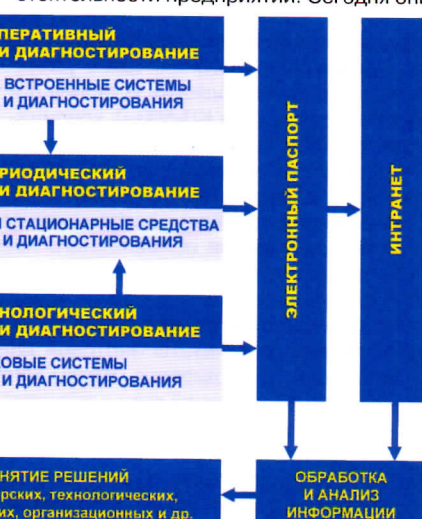 ПЕРАТИВНЫЙ
И ДИАГНОСТИРОВАНИЕ
ВСТРОЕННЫЕ СИСТЕМЫ
И ДИАГНОСТИРОВАНИЯ
РИОДИЧЕСКИЙ
И ДИАГНОСТИРОВАНИЕ
СТАЦИОНАРНЫЕ СРЕДСТВА
И ДИАГНОСТИРОВАНИЯ
НОЛОГИЧЕСКИЙ
И ДИАГНОСТИРОВАНИЕ
ОВЫЕ СИСТЕМЫ
И ДИАГНОСТИРОВАНИЯ
ЭЛЕКТРОННЫЙ ПАСПОРТ
ИНТРАНЕТ
НЯТИЕ РЕШЕНИЙ
рских, технологических,
их, организационных и др.
ОБРАБОТКА
И АНАЛИЗ
ИНФОРМАЦИИ